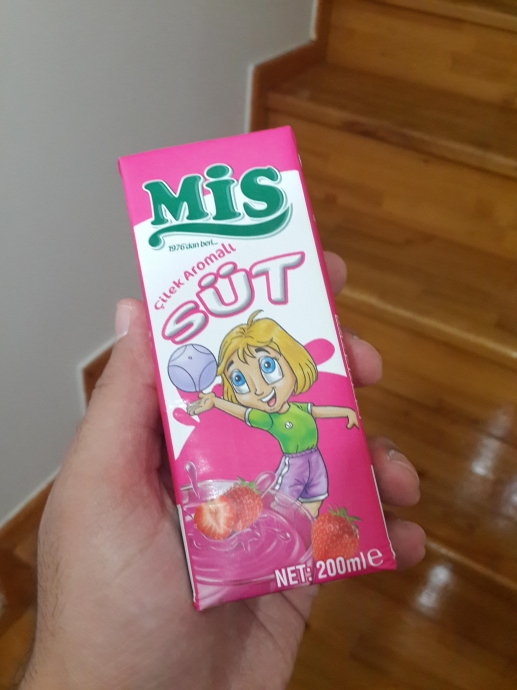 MİS
1976'dan beri...
Çilek Aromalı
SÜT
NET: 200ml e